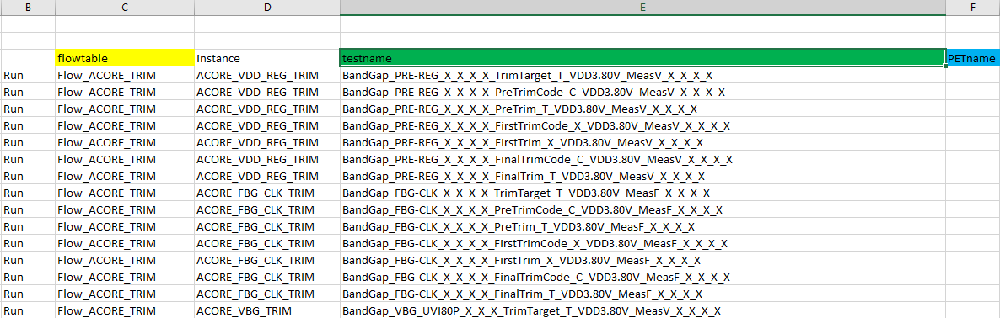 B C D E F
flowtable instance testname PETname
Run Flow_ACORE_TRIM ACORE_VDD_REG_TRIM BandGap_PRE-REG_X_X_X_X_TrimTarget_T_VDD3.80V_MeasV_X_X_X_X
Run Flow_ACORE_TRIM ACORE_VDD_REG_TRIM BandGap_PRE-REG_X_X_X_X_PreTrimCode_C_VDD3.80V_MeasV_X_X_X_X
Run Flow_ACORE_TRIM ACORE_VDD_REG_TRIM BandGap_PRE-REG_X_X_X_X_PreTrim_T_VDD3.80V_MeasV_X_X_X_X
Run Flow_ACORE_TRIM ACORE_VDD_REG_TRIM BandGap_PRE-REG_X_X_X_X_FirstTrimCode_X_VDD3.80V_MeasV_X_X_X_X
Run Flow_ACORE_TRIM ACORE_VDD_REG_TRIM BandGap_PRE-REG_X_X_X_X_FirstTrim_X_VDD3.80V_MeasV_X_X_X_X
Run Flow_ACORE_TRIM ACORE_VDD_REG_TRIM BandGap_PRE-REG_X_X_X_X_FinalTrimCode_C_VDD3.80V_MeasV_X_X_X_X
Run Flow_ACORE_TRIM ACORE_VDD_REG_TRIM BandGap_PRE-REG_X_X_X_X_FinalTrim_T_VDD3.80V_MeasV_X_X_X_X
Run Flow_ACORE_TRIM ACORE_FBG_CLK_TRIM BandGap_FBG-CLK_X_X_X_X_TrimTarget_T_VDD3.80V_MeasF_X_X_X_X
Run Flow_ACORE_TRIM ACORE_FBG_CLK_TRIM BandGap_FBG-CLK_X_X_X_X_PreTrimCode_C_VDD3.80V_MeasF_X_X_X_X
Run Flow_ACORE_TRIM ACORE_FBG_CLK_TRIM BandGap_FBG-CLK_X_X_X_X_PreTrim_T_VDD3.80V_MeasF_X_X_X_X
Run Flow_ACORE_TRIM ACORE_FBG_CLK_TRIM BandGap_FBG-CLK_X_X_X_X_FirstTrimCode_X_VDD3.80V_MeasF_X_X_X_X
Run Flow_ACORE_TRIM ACORE_FBG_CLK_TRIM BandGap_FBG-CLK_X_X_X_X_FirstTrim_X_VDD3.80V_MeasF_X_X_X_X
Run Flow_ACORE_TRIM ACORE_FBG_CLK_TRIM BandGap_FBG-CLK_X_X_X_X_FinalTrimCode_C_VDD3.80V_MeasF_X_X_X_X
Run Flow_ACORE_TRIM ACORE_FBG_CLK_TRIM BandGap_FBG-CLK_X_X_X_X_FinalTrim_T_VDD3.80V_MeasF_X_X_X_X
Run Flow_ACORE_TRIM ACORE_VBG_TRIM BandGap_VBG_UVI80P_X_X_X_TrimTarget_T_VDD3.80V_MeasV_X_X_X_X